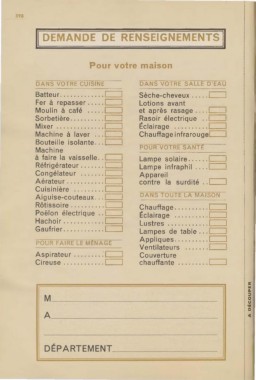 DEMANDE DE RENSEIGNEMENTS
Pour votre maison
DANS VOTRE CUISINE
Batteur
Fer à repasser
Moulin à café
Sorbetière
Mixer
Machine à laver
Bouteille isolante
Machine
à faire la vaisselle
Réfrigérateur
Congélateur
Aérateur
Cuisinière
Aiguise-couteaux
Rôtissoire
Poêlon électrique
Hachoir
Gaufrier
POUR FAIRE LE MÉNAGE
Aspirateur
Cireuse
DANS VOTRE SALLE D'EAU
Sèche-cheveux
Lotions avant
et après rasage
Rasoir électrique
Éclairage
Chauffage infrarouge
POUR VOTRE SANTÉ
Lampe solaire
Lampe infraphil
Appareil
contre la surdité
DANS TOUTE LA MAISON
Chauffage
Éclairage
Lustres
Lampes de table
Appliques
Ventilateurs
Couverture
chauffante
M
A
DÉPARTEMENT
A DÉCOUPER